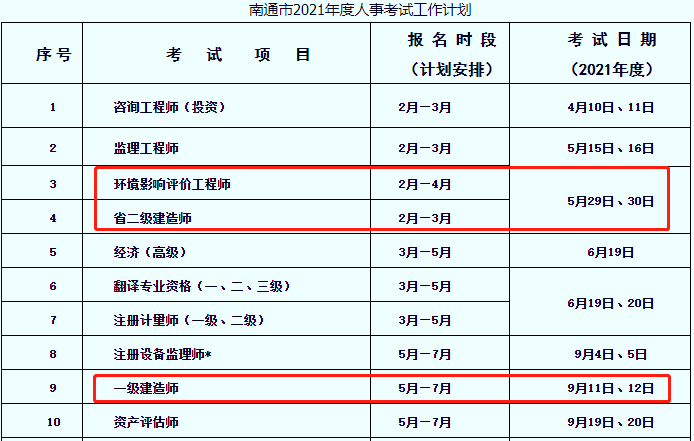 南通市2021年度人事考试工作计划
序号 考 试 项 目 报 名 时 段 考 试 日 期
（计划安排） （2021年度）
1 咨询工程师（投资） 2月－3月 4月10日、11日
2 监理工程师 2月－3月 5月15日、16日
3 环境影响评价工程师 2月－4月 5月29日、30日
4 省二级建造师 2月－3月
5 经济（高级） 3月－5月 6月19日
6 翻译专业资格（一、二、三级） 3月－5月 6月19日、20日
7 注册计量师（一级、二级） 3月－5月
8 注册设备监理师* 5月－7月 9月4日、5日
9 一级建造师 5月－7月 9月11日、12日
10 资产评估师 5月－7月 9月19日、20日